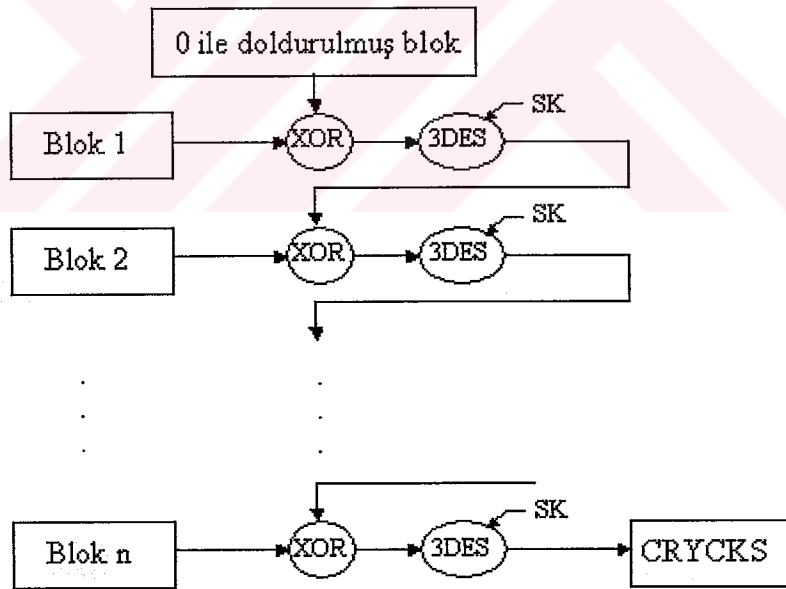 0 ile doldurulmuş blok
SK
Blok 1
XOR
3DES
SK
Blok 2
XOR
3DES
SK
Blok n
XOR
3DES
CRYCKS